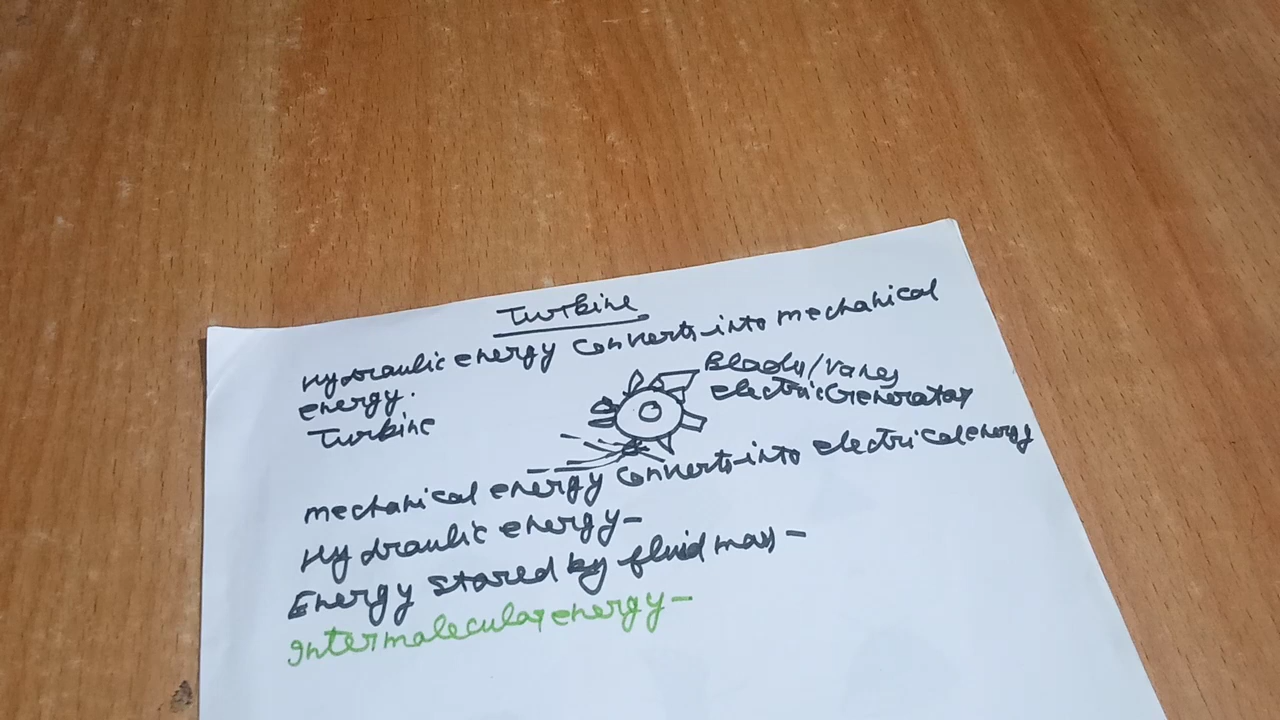 Turbine
Hydraulic energy converts into mechanical
energy.
Blades/Vanes
electric Generator
Turbine
mechanical energy converts into electrical energy
Hydraulic energy-
Energy stored by fluid mass-
Intermolecular energy-